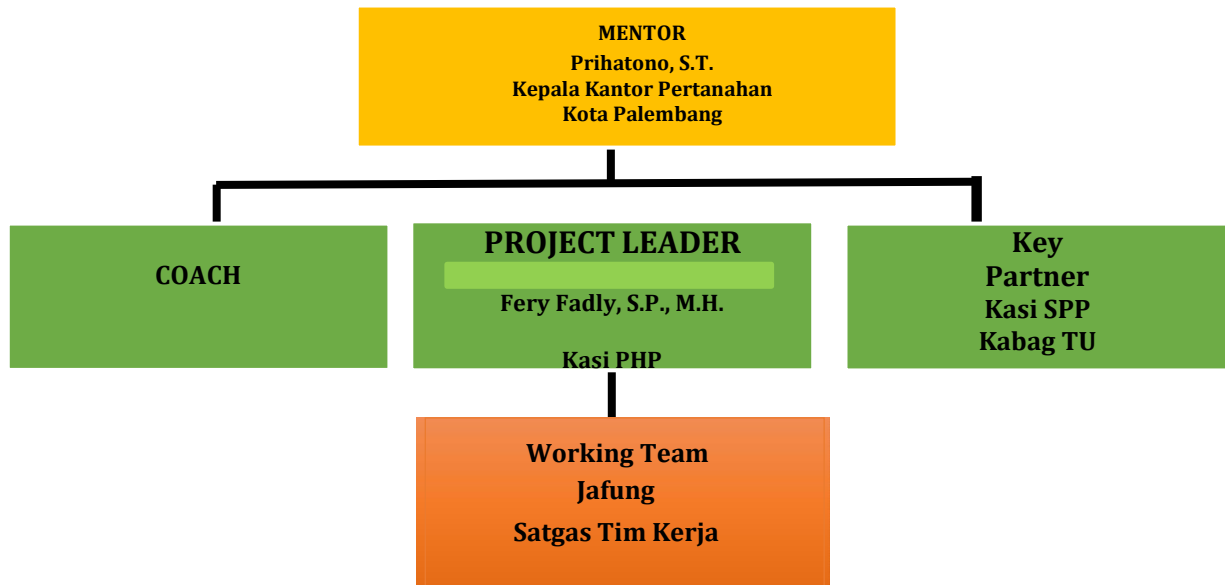 MENTOR
Prihatono, S.T.
Kepala Kantor Pertanahan
Kota Palembang
COACH
PROJECT LEADER
Fery Fadly, S.P., M.H.
Kasi PHP
Key
Partner
Kasi SPP
Kabag TU
Working Team
Jafung
Satgas Tim Kerja